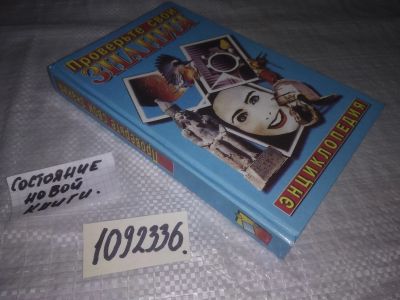 Проверьте свои
ЗНАНИЯ
ЭНЦИКЛОПЕДИЯ
Проверьте свои знания
СОСТОЯНИЕ
НОВОЙ
КНИГИ.
1092336.